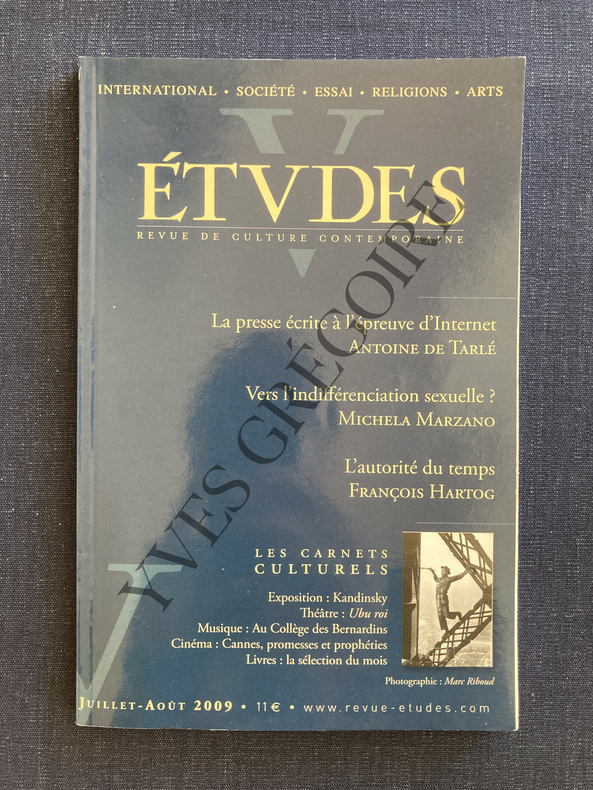 INTERNATIONAL • SOCIÉTÉ • ESSAI • RELIGIONS • ARTS
ÉTVDES
REVUE DE CULTURE CONTEMPORAINE
La presse écrite à l'épreuve d'Internet
ANTOINE DE TARLÉ
Vers l'indifférenciation sexuelle ?
MICHELA MARZANO
L'autorité du temps
FRANÇOIS HARTOG
LES CARNETS
CULTURELS
Exposition : Kandinsky
Théâtre : Ubu roi
Musique : Au Collège des Bernardins
Cinéma : Cannes, promesses et prophéties
Livres : la sélection du mois
Photographie : Marc Riboud
JUILLET-AOÛT 2009 • 11 € • www.revue-etudes.com
YVES GRÉGOIRE